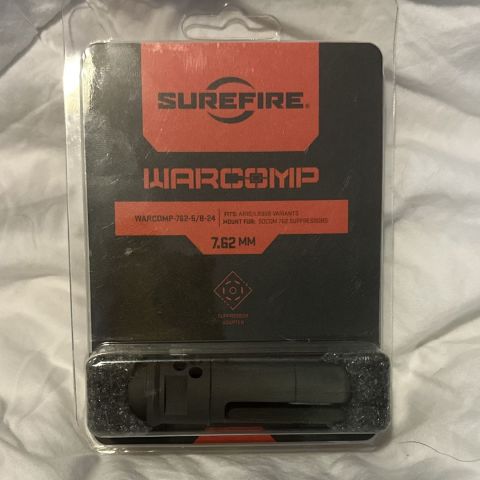 SUREFIRE®
WARCOMP
WARCOMP-762-5/8-24
FITS: AR10/LR308 VARIANTS
MOUNT FOR: SOCOM 762 SUPPRESSORS
7.62 MM
SUPPRESSOR
ADAPTER